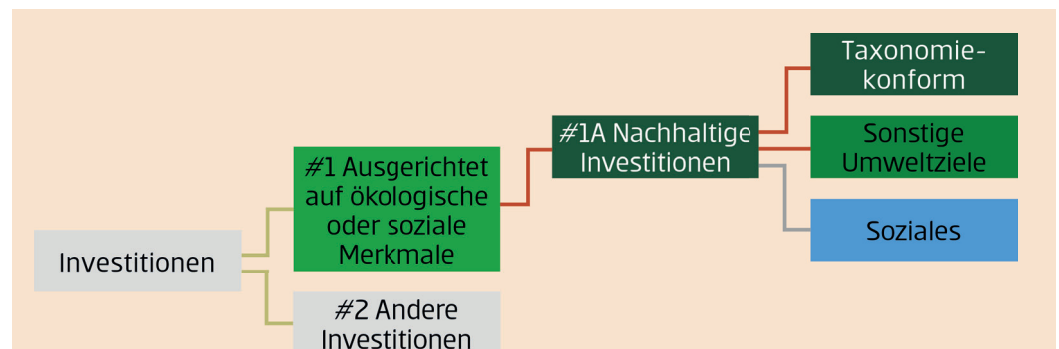 Investitionen
#1 Ausgerichtet
auf ökologische
oder soziale
Merkmale
#2 Andere
Investitionen
#1A Nachhaltige
Investitionen
Taxonomie-
konform
Sonstige
Umweltziele
Soziales